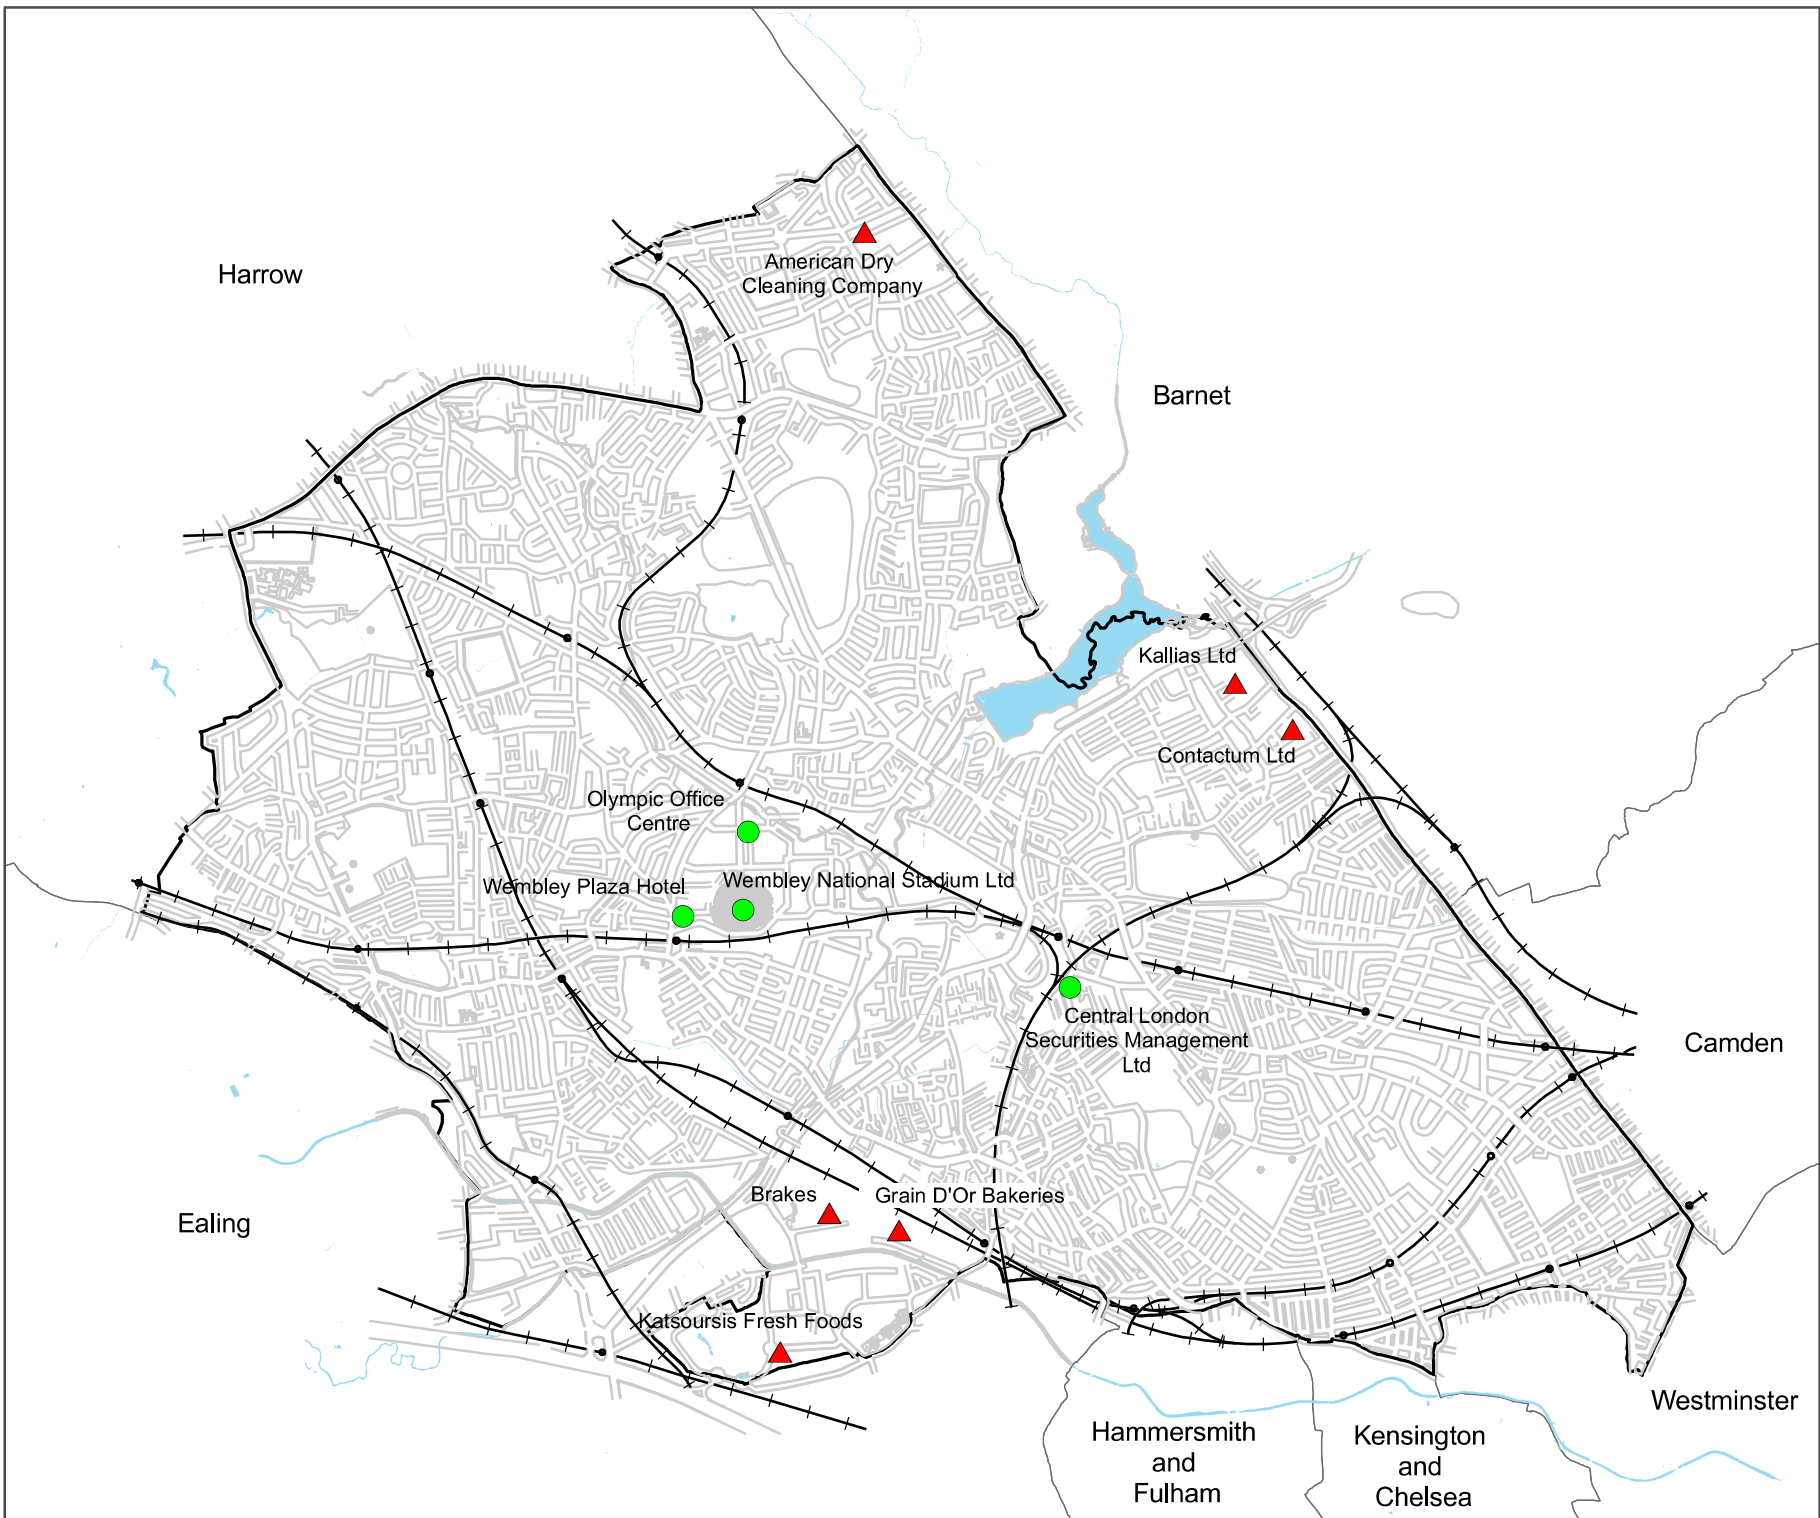 American Dry
Cleaning Company
Harrow
Barnet
Kallias Ltd
Contactum Ltd
Olympic Office
Centre
Wembley Plaza Hotel
Wembley National Stadium Ltd
Central London
Securities Management
Ltd
Camden
Brakes
Grain D'Or Bakeries
Ealing
Katsoursis Fresh Foods
Westminster
Hammersmith
and
Fulham
Kensington
and
Chelsea